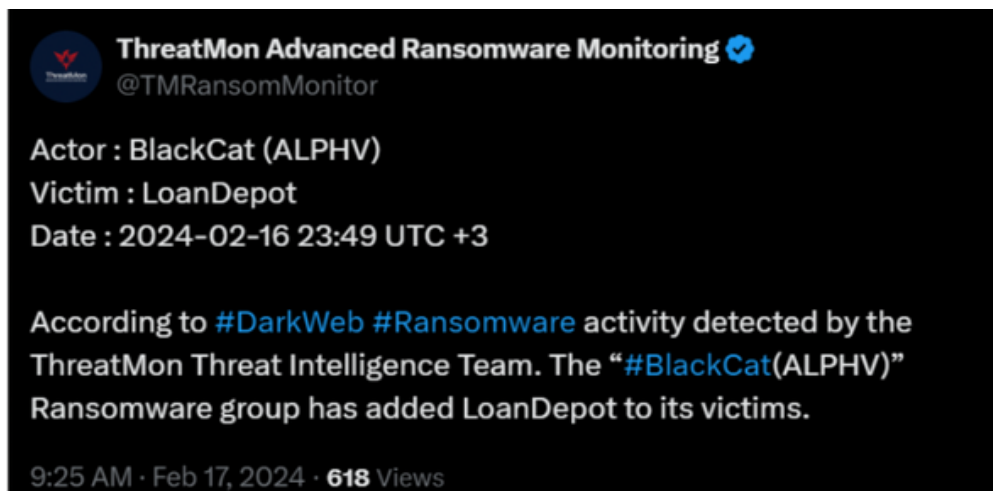 ThreatMon Advanced Ransomware Monitoring
ThreatMon
@TMRansomMonitor
Actor : BlackCat (ALPHV)
Victim : LoanDepot
Date : 2024-02-16 23:49 UTC +3
According to #DarkWeb #Ransomware activity detected by the
ThreatMon Threat Intelligence Team. The “#BlackCat(ALPHV)”
Ransomware group has added LoanDepot to its victims.
9:25 AM · Feb 17, 2024 · 618 Views